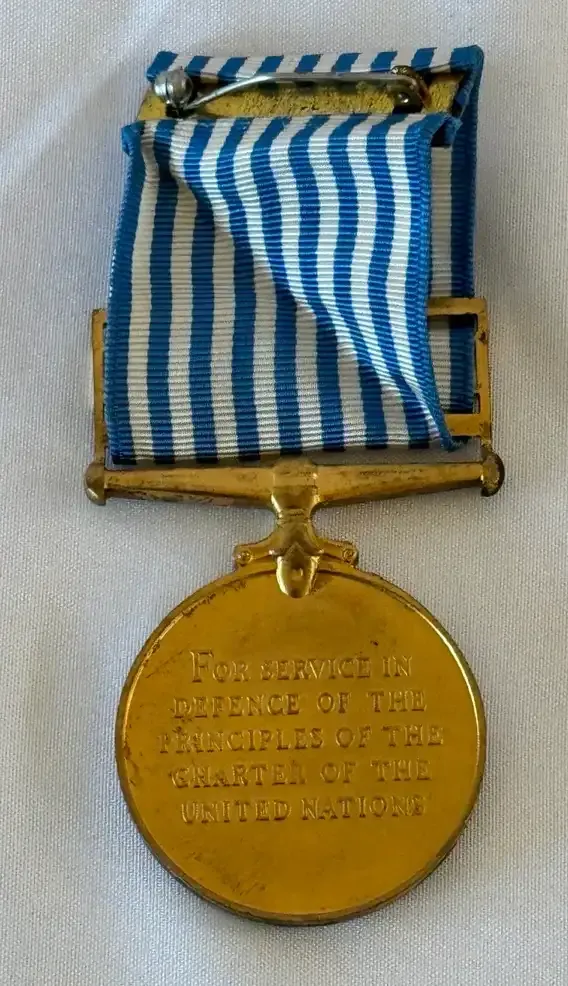 FOR SERVICE IN
DEFENCE OF THE
PRINCIPLES OF THE
CHARTER OF THE
UNITED NATIONS